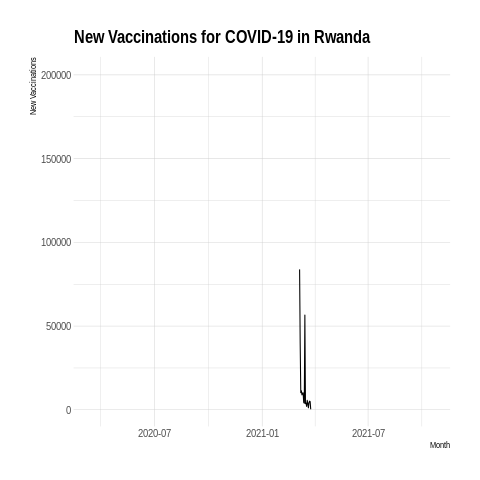 New Vaccinations for COVID-19 in Rwanda
New Vaccinations
200000
150000
100000
50000
0
2020-07
2021-01
2021-07
Month